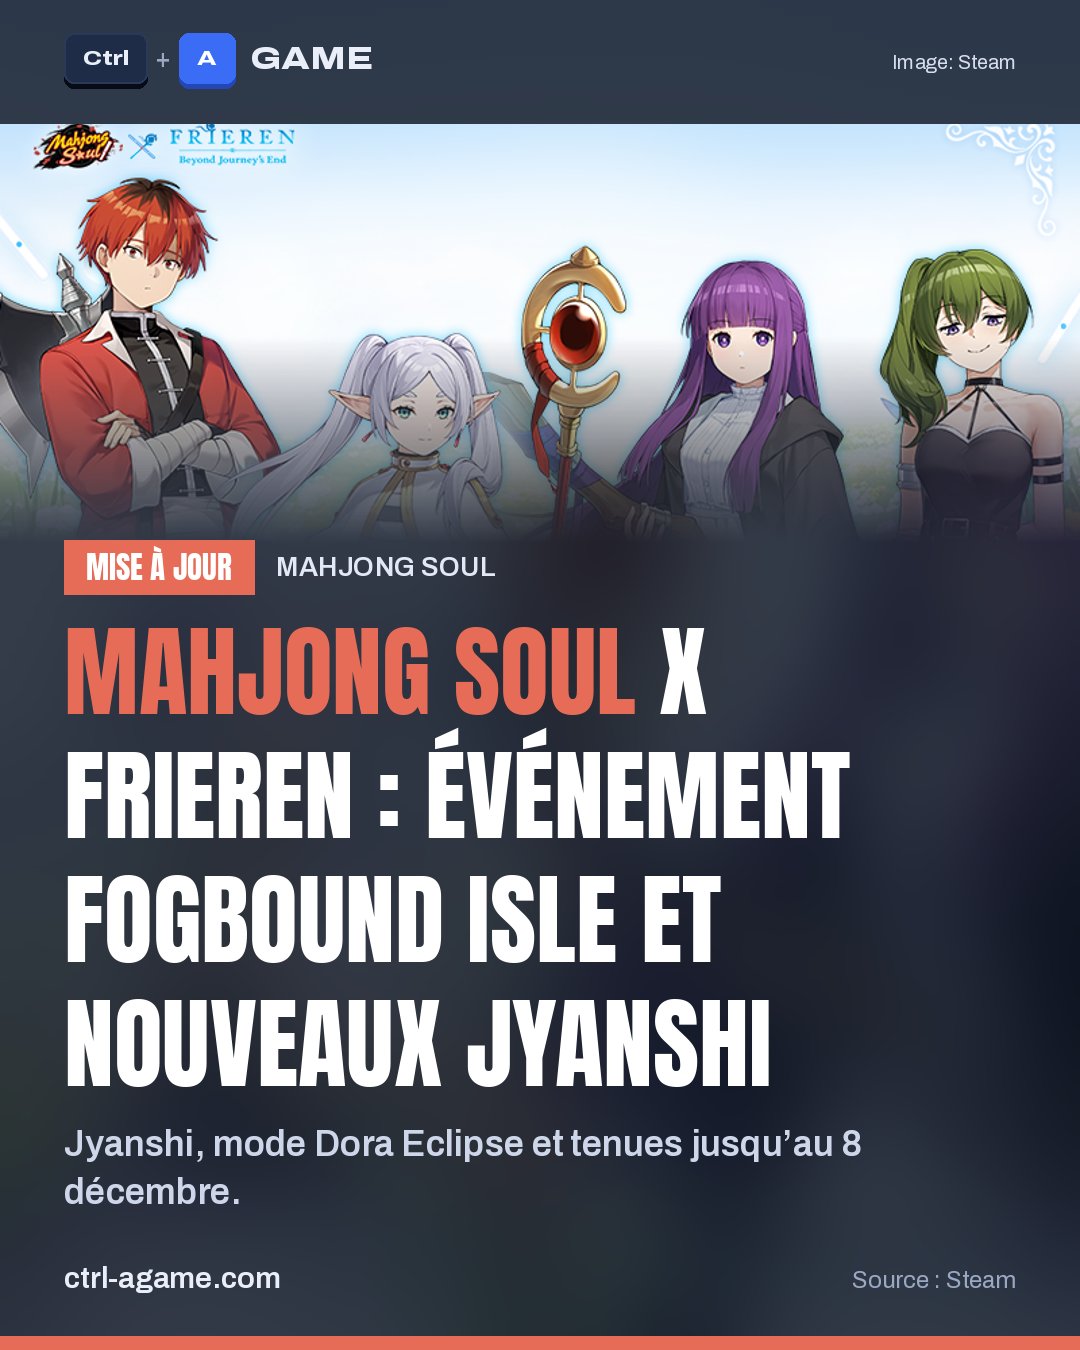 Ctrl + A GAME
Image: Steam
Mahjong Soul
FRIEREN
Beyond Journey's End
MISE À JOUR
MAHJONG SOUL
MAHJONG SOUL X
FRIEREN : ÉVÉNEMENT
FOGBOUND ISLE ET
NOUVEAUX JYANSHI
Jyanshi, mode Dora Eclipse et tenues jusqu’au 8
décembre.
ctrl-agame.com
Source : Steam